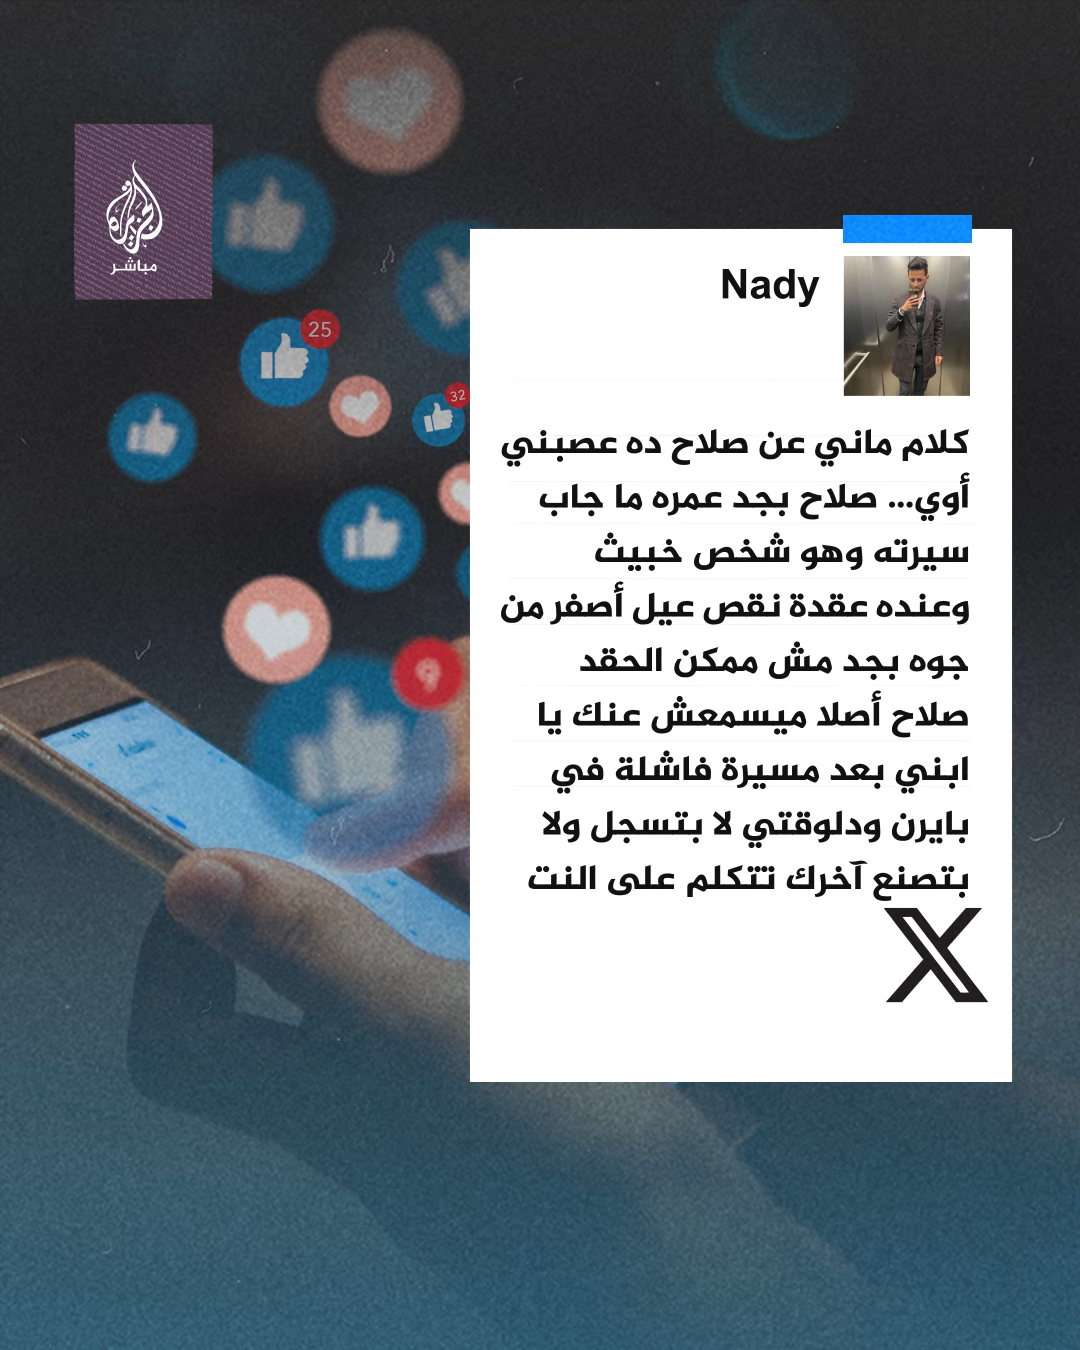 الجزيرة
مباشر
25
32
9
Nady
كلام ماني عن صلاح ده عصبني
أوي... صلاح بجد عمره ما جاب
سيرته وهو شخص خبيث
وعنده عقدة نقص عيل أصفر من
جوه بجد مش ممكن الحقد
صلاح أصلا ميسمعش عنك يا
ابني بعد مسيرة فاشلة في
بايرن ودلوقتي لا بتسجل ولا
بتصنع آخرك تتكلم على النت
X